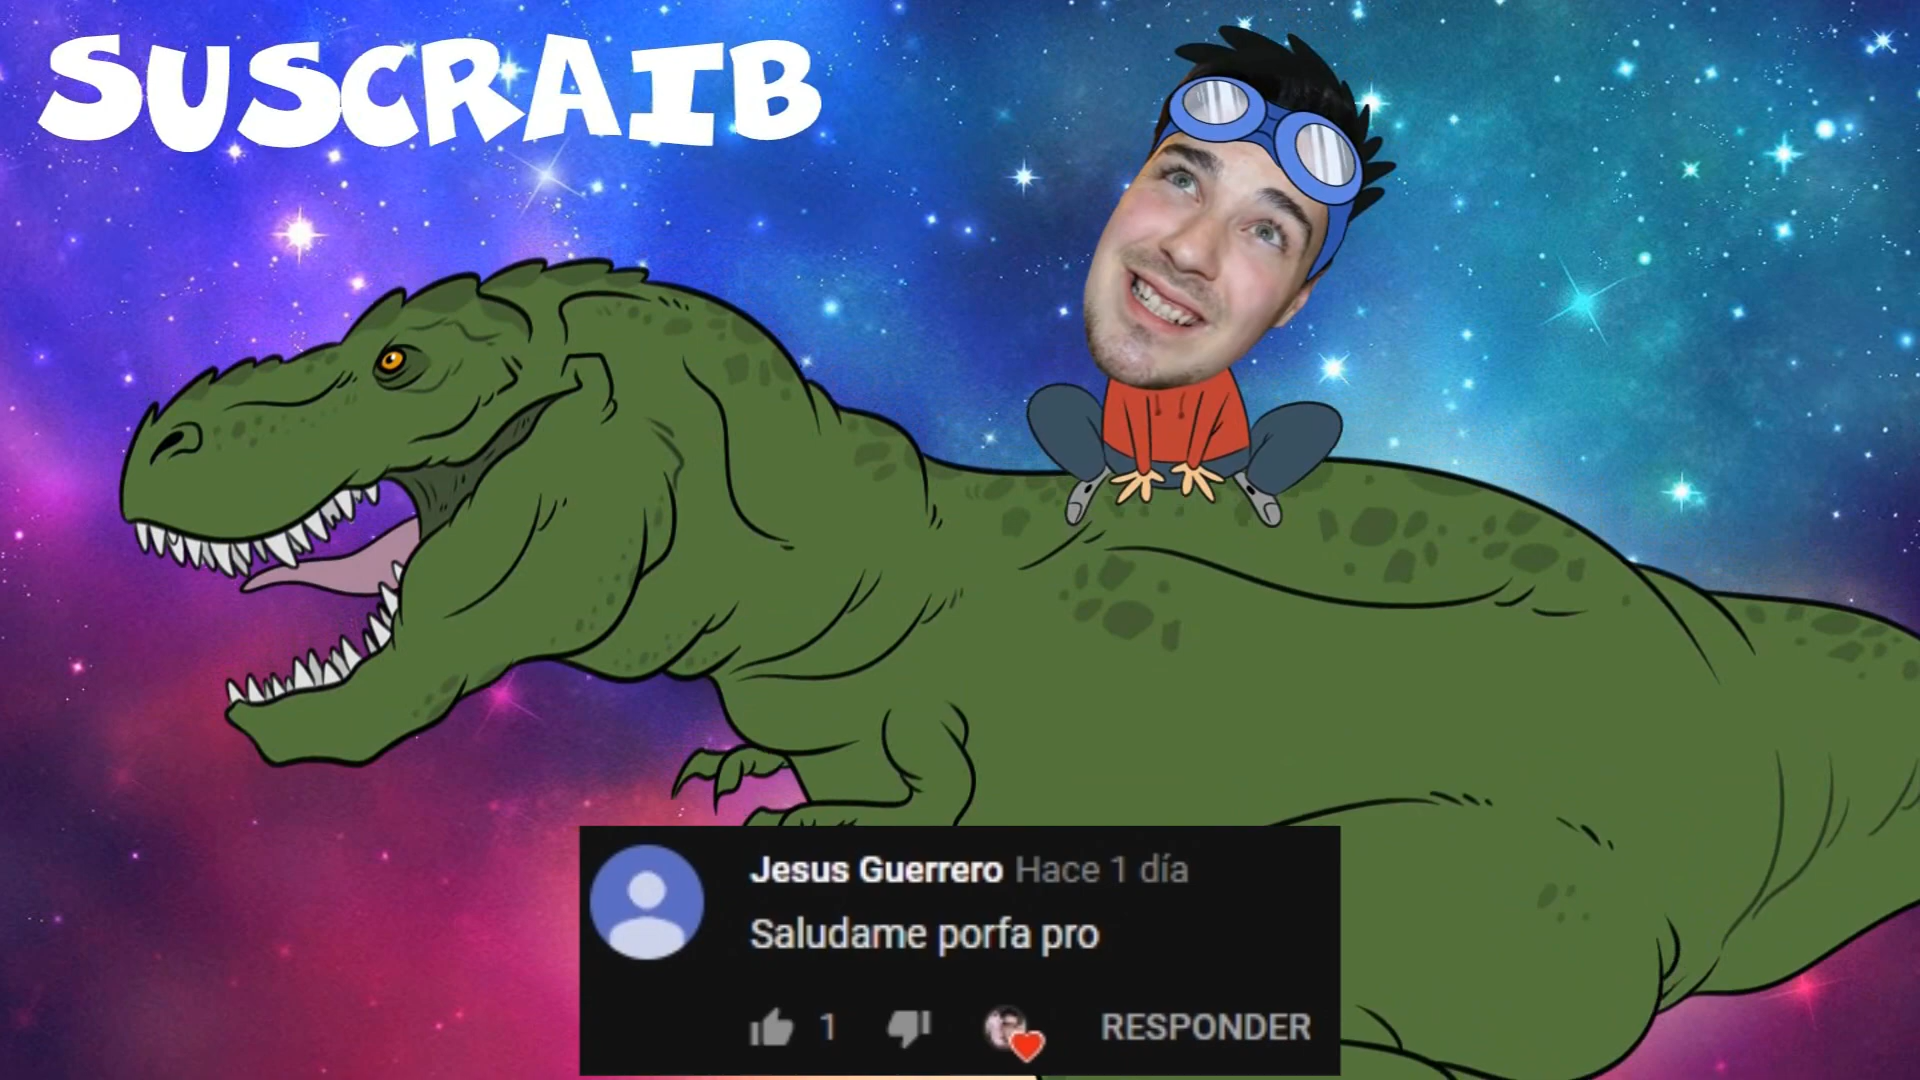 SUSCRAIB
Jesus Guerrero Hace 1 día
Saludame porfa pro
1 RESPONDER